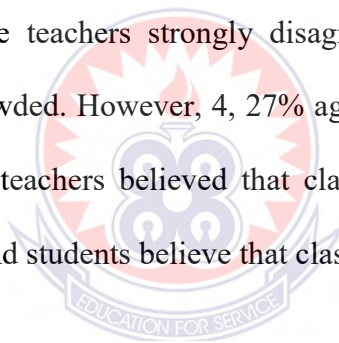 e teachers strongly disag
wded. However, 4, 27% ag
teachers believed that cla
d students believe that clas
EDUCATION FOR SERVICE